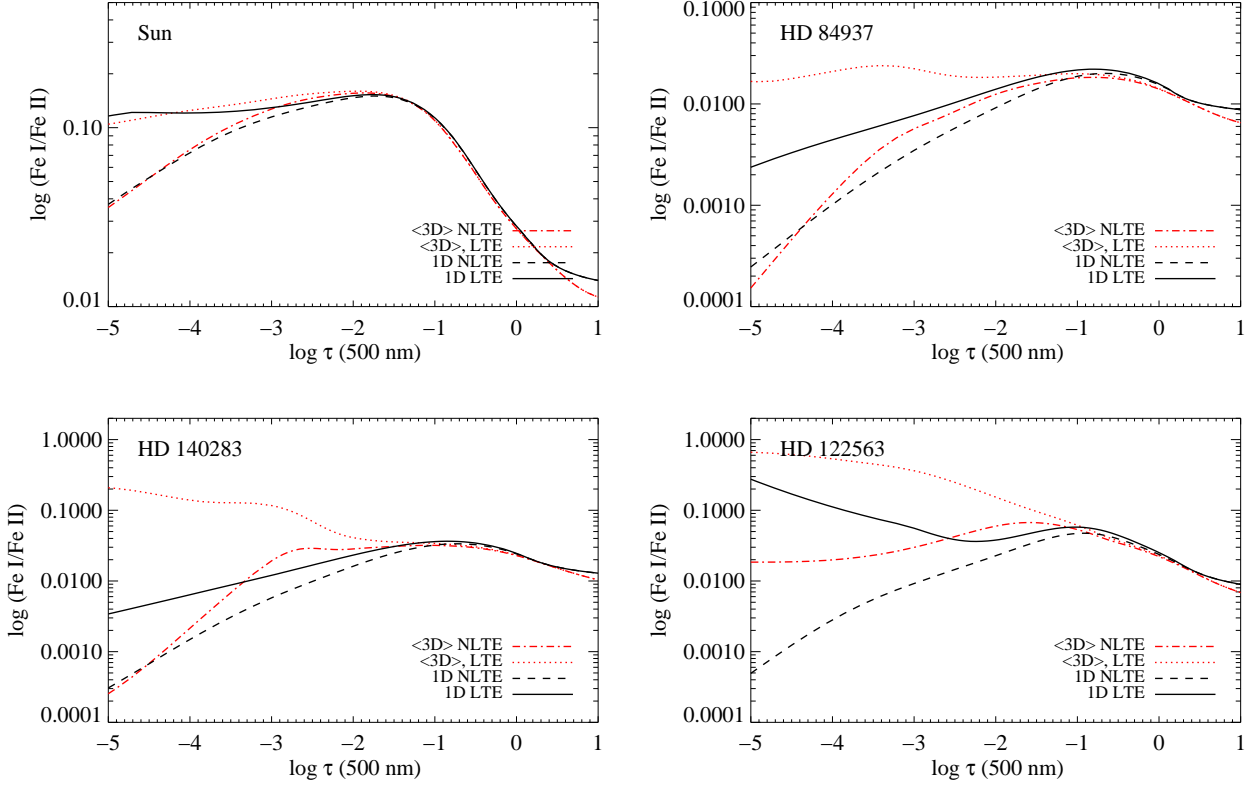 Sun
log (Fe I/Fe II)
0.10
0.01
<3D> NLTE
<3D>, LTE
1D NLTE
1D LTE
−5 −4 −3 −2 −1 0 1
log τ (500 nm)
HD 84937
log (Fe I/Fe II)
0.1000
0.0100
0.0010
0.0001
<3D> NLTE
<3D>, LTE
1D NLTE
1D LTE
−5 −4 −3 −2 −1 0 1
log τ (500 nm)
HD 140283
log (Fe I/Fe II)
1.0000
0.1000
0.0100
0.0010
0.0001
<3D> NLTE
<3D>, LTE
1D NLTE
1D LTE
−5 −4 −3 −2 −1 0 1
log τ (500 nm)
HD 122563
log (Fe I/Fe II)
1.0000
0.1000
0.0100
0.0010
0.0001
<3D> NLTE
<3D>, LTE
1D NLTE
1D LTE
−5 −4 −3 −2 −1 0 1
log τ (500 nm)